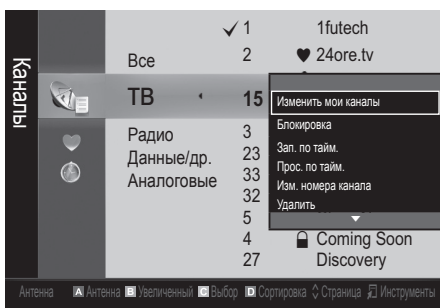 Каналы
✓ 1 1futech
Все 2 ♥ 24ore.tv
ТВ 15
Изменить мои каналы
Блокировка
Зап. по тайм.
Прос. по тайм.
Изм. номера канала
Удалить
Радио 3
Данные/др. 23
Аналоговые 33
32
5
4 Coming Soon
27 Discovery
Антенна A Антенна B Увеличенный C Выбор D Сортировка Страница Инструменты